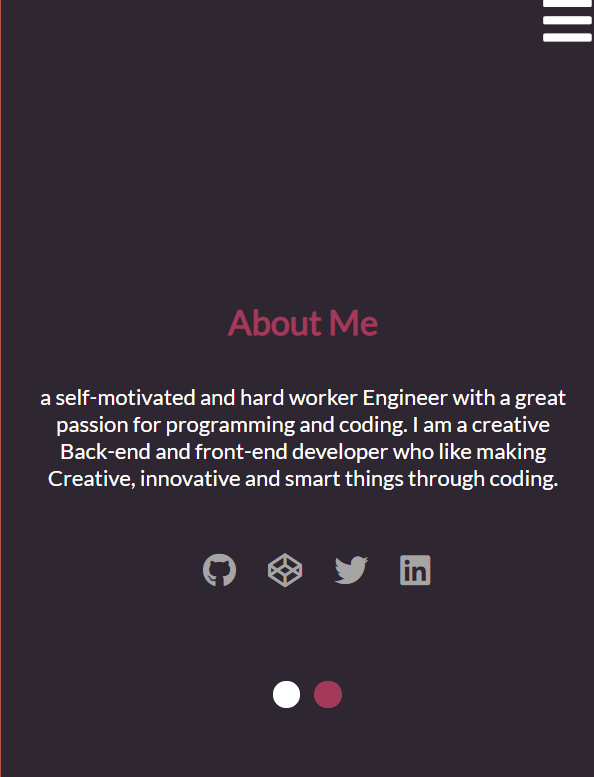 About Me
a self-motivated and hard worker Engineer with a great
passion for programming and coding. I am a creative
Back-end and front-end developer who like making
Creative, innovative and smart things through coding.
in